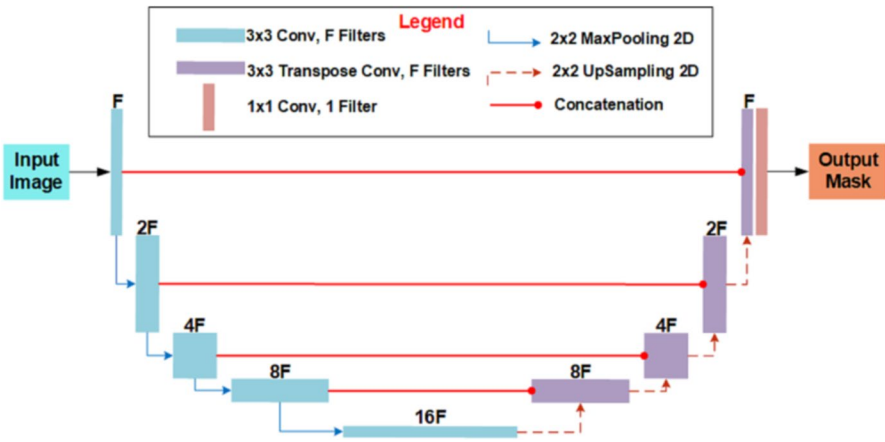 Legend
3x3 Conv, F Filters
2x2 MaxPooling 2D
3x3 Transpose Conv, F Filters
2x2 UpSampling 2D
1x1 Conv, 1 Filter
Concatenation
F
F
Input
Image
Output
Mask
2F
2F
4F
4F
8F
8F
16F